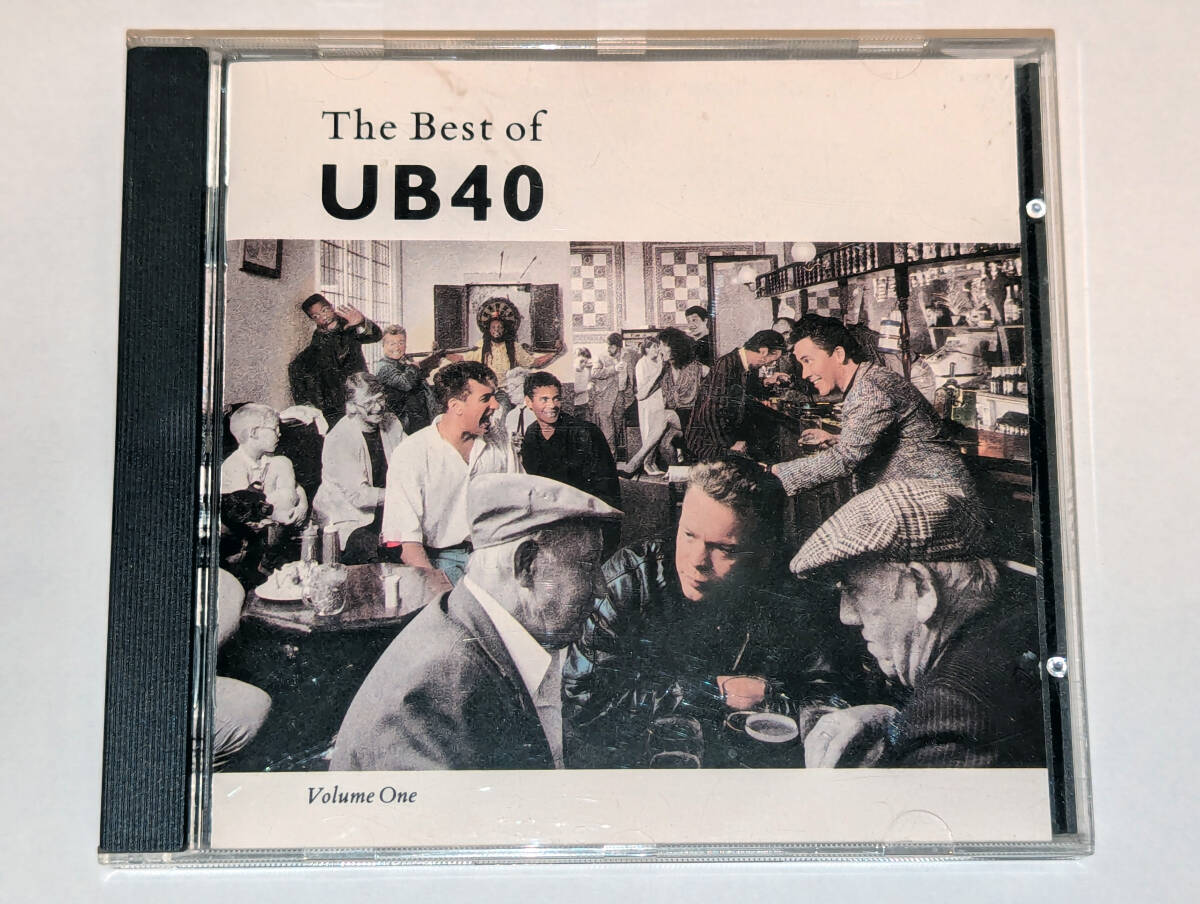 The Best of
UB40
Volume One